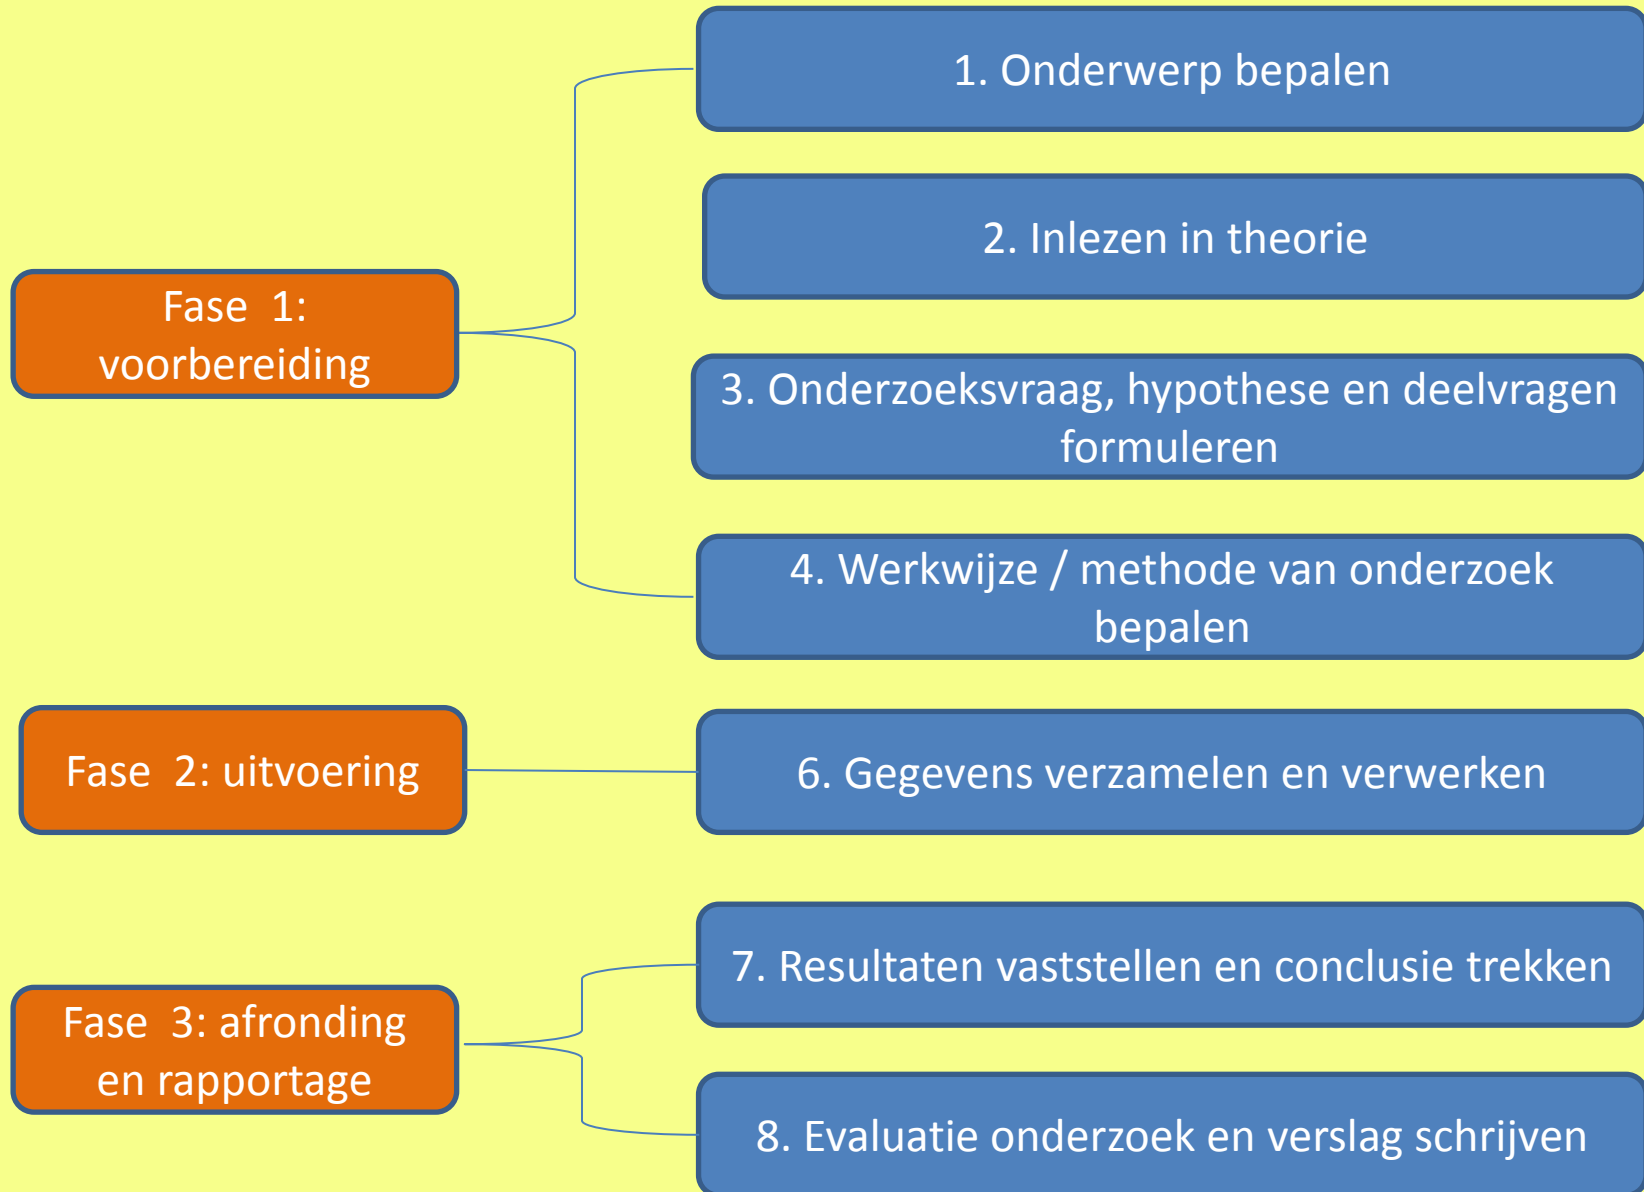 1. Onderwerp bepalen
2. Inlezen in theorie
Fase 1:
voorbereiding
3. Onderzoeksvraag, hypothese en deelvragen
formuleren
4. Werkwijze / methode van onderzoek
bepalen
Fase 2: uitvoering
6. Gegevens verzamelen en verwerken
7. Resultaten vaststellen en conclusie trekken
Fase 3: afronding
en rapportage
8. Evaluatie onderzoek en verslag schrijven